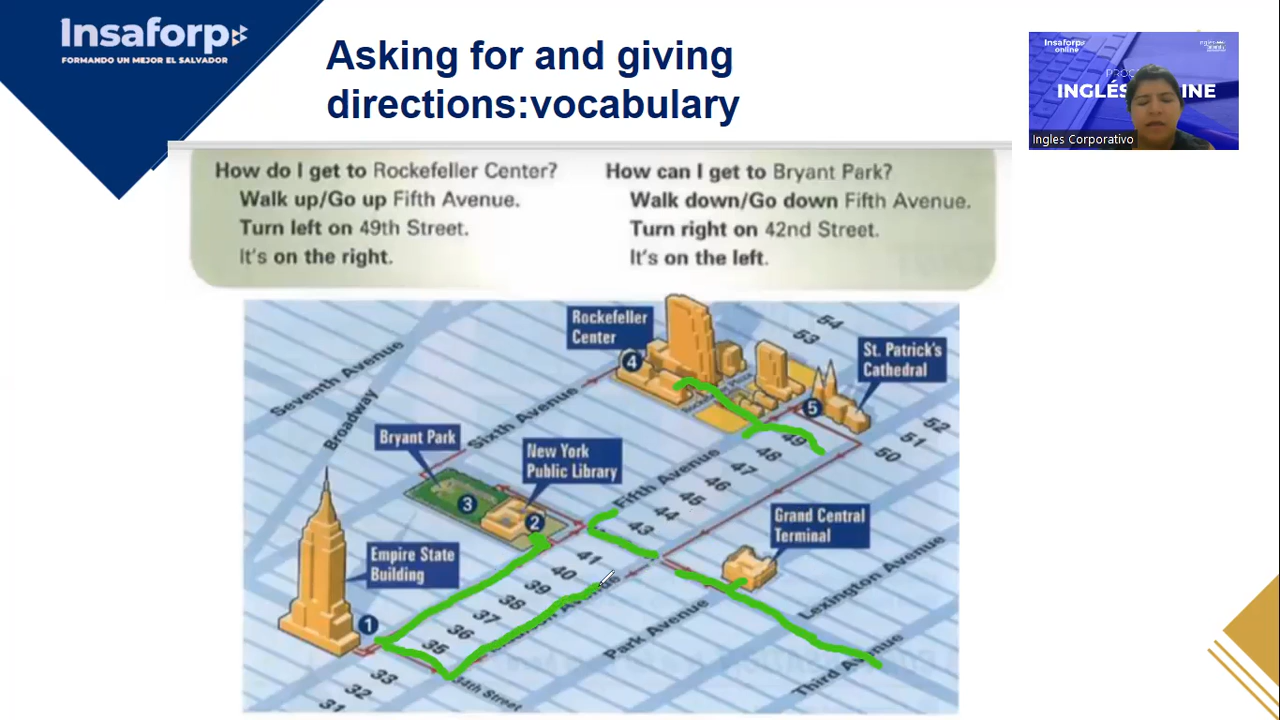 Insaforp
FORMANDO UN MEJOR EL SALVADOR
Asking for and giving
directions:vocabulary
Insaforp
online
INGLÉS
INE
Ingles Corporativo
How do I get to Rockefeller Center?
Walk up/Go up Fifth Avenue.
Turn left on 49th Street.
It's on the right.
How can I get to Bryant Park?
Walk down/Go down Fifth Avenue.
Turn right on 42nd Street.
It's on the left.
Rockefeller
Center
4
54
53
St. Patrick's
Cathedral
5
Seventh Avenue
Broadway
Sixth Avenue
Bryant Park
3
New York
Public Library
2
Fifth Avenue
52
51
50
49
48
47
46
45
44
43
41
40
39
38
37
36
35
33
32
31
Grand Central
Terminal
Empire State
Building
1
34th Street
Park Avenue
Lexington Avenue
Third Avenue